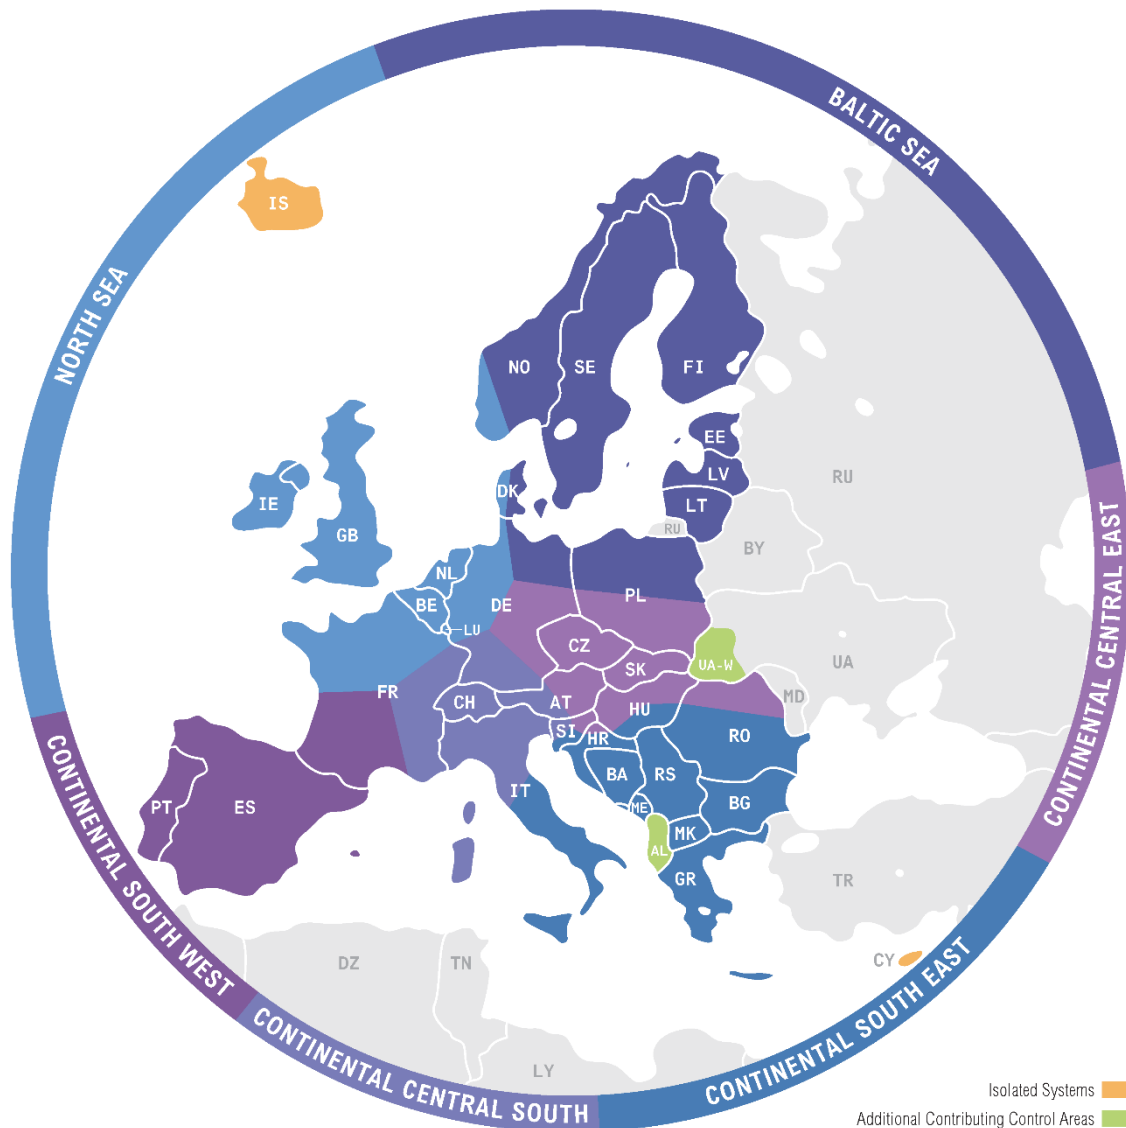 BALTIC SEA
IS
NORTH SEA
NO
SE
FI
EE
LV
RU
DK
LT
IE
RU
GB
BY
NL
PL
BE
DE
LU
CZ
UA
SK
UA-W
CONTINENTAL CENTRAL EAST
FR
MD
CH
AT
HU
SI
HR
RO
BA
RS
IT
PT
ES
ME
BG
MK
AL
GR
TR
CONTINENTAL SOUTH WEST
DZ
TN
CY
CONTINENTAL SOUTH EAST
LY
CONTINENTAL CENTRAL SOUTH
Isolated Systems
Additional Contributing Control Areas